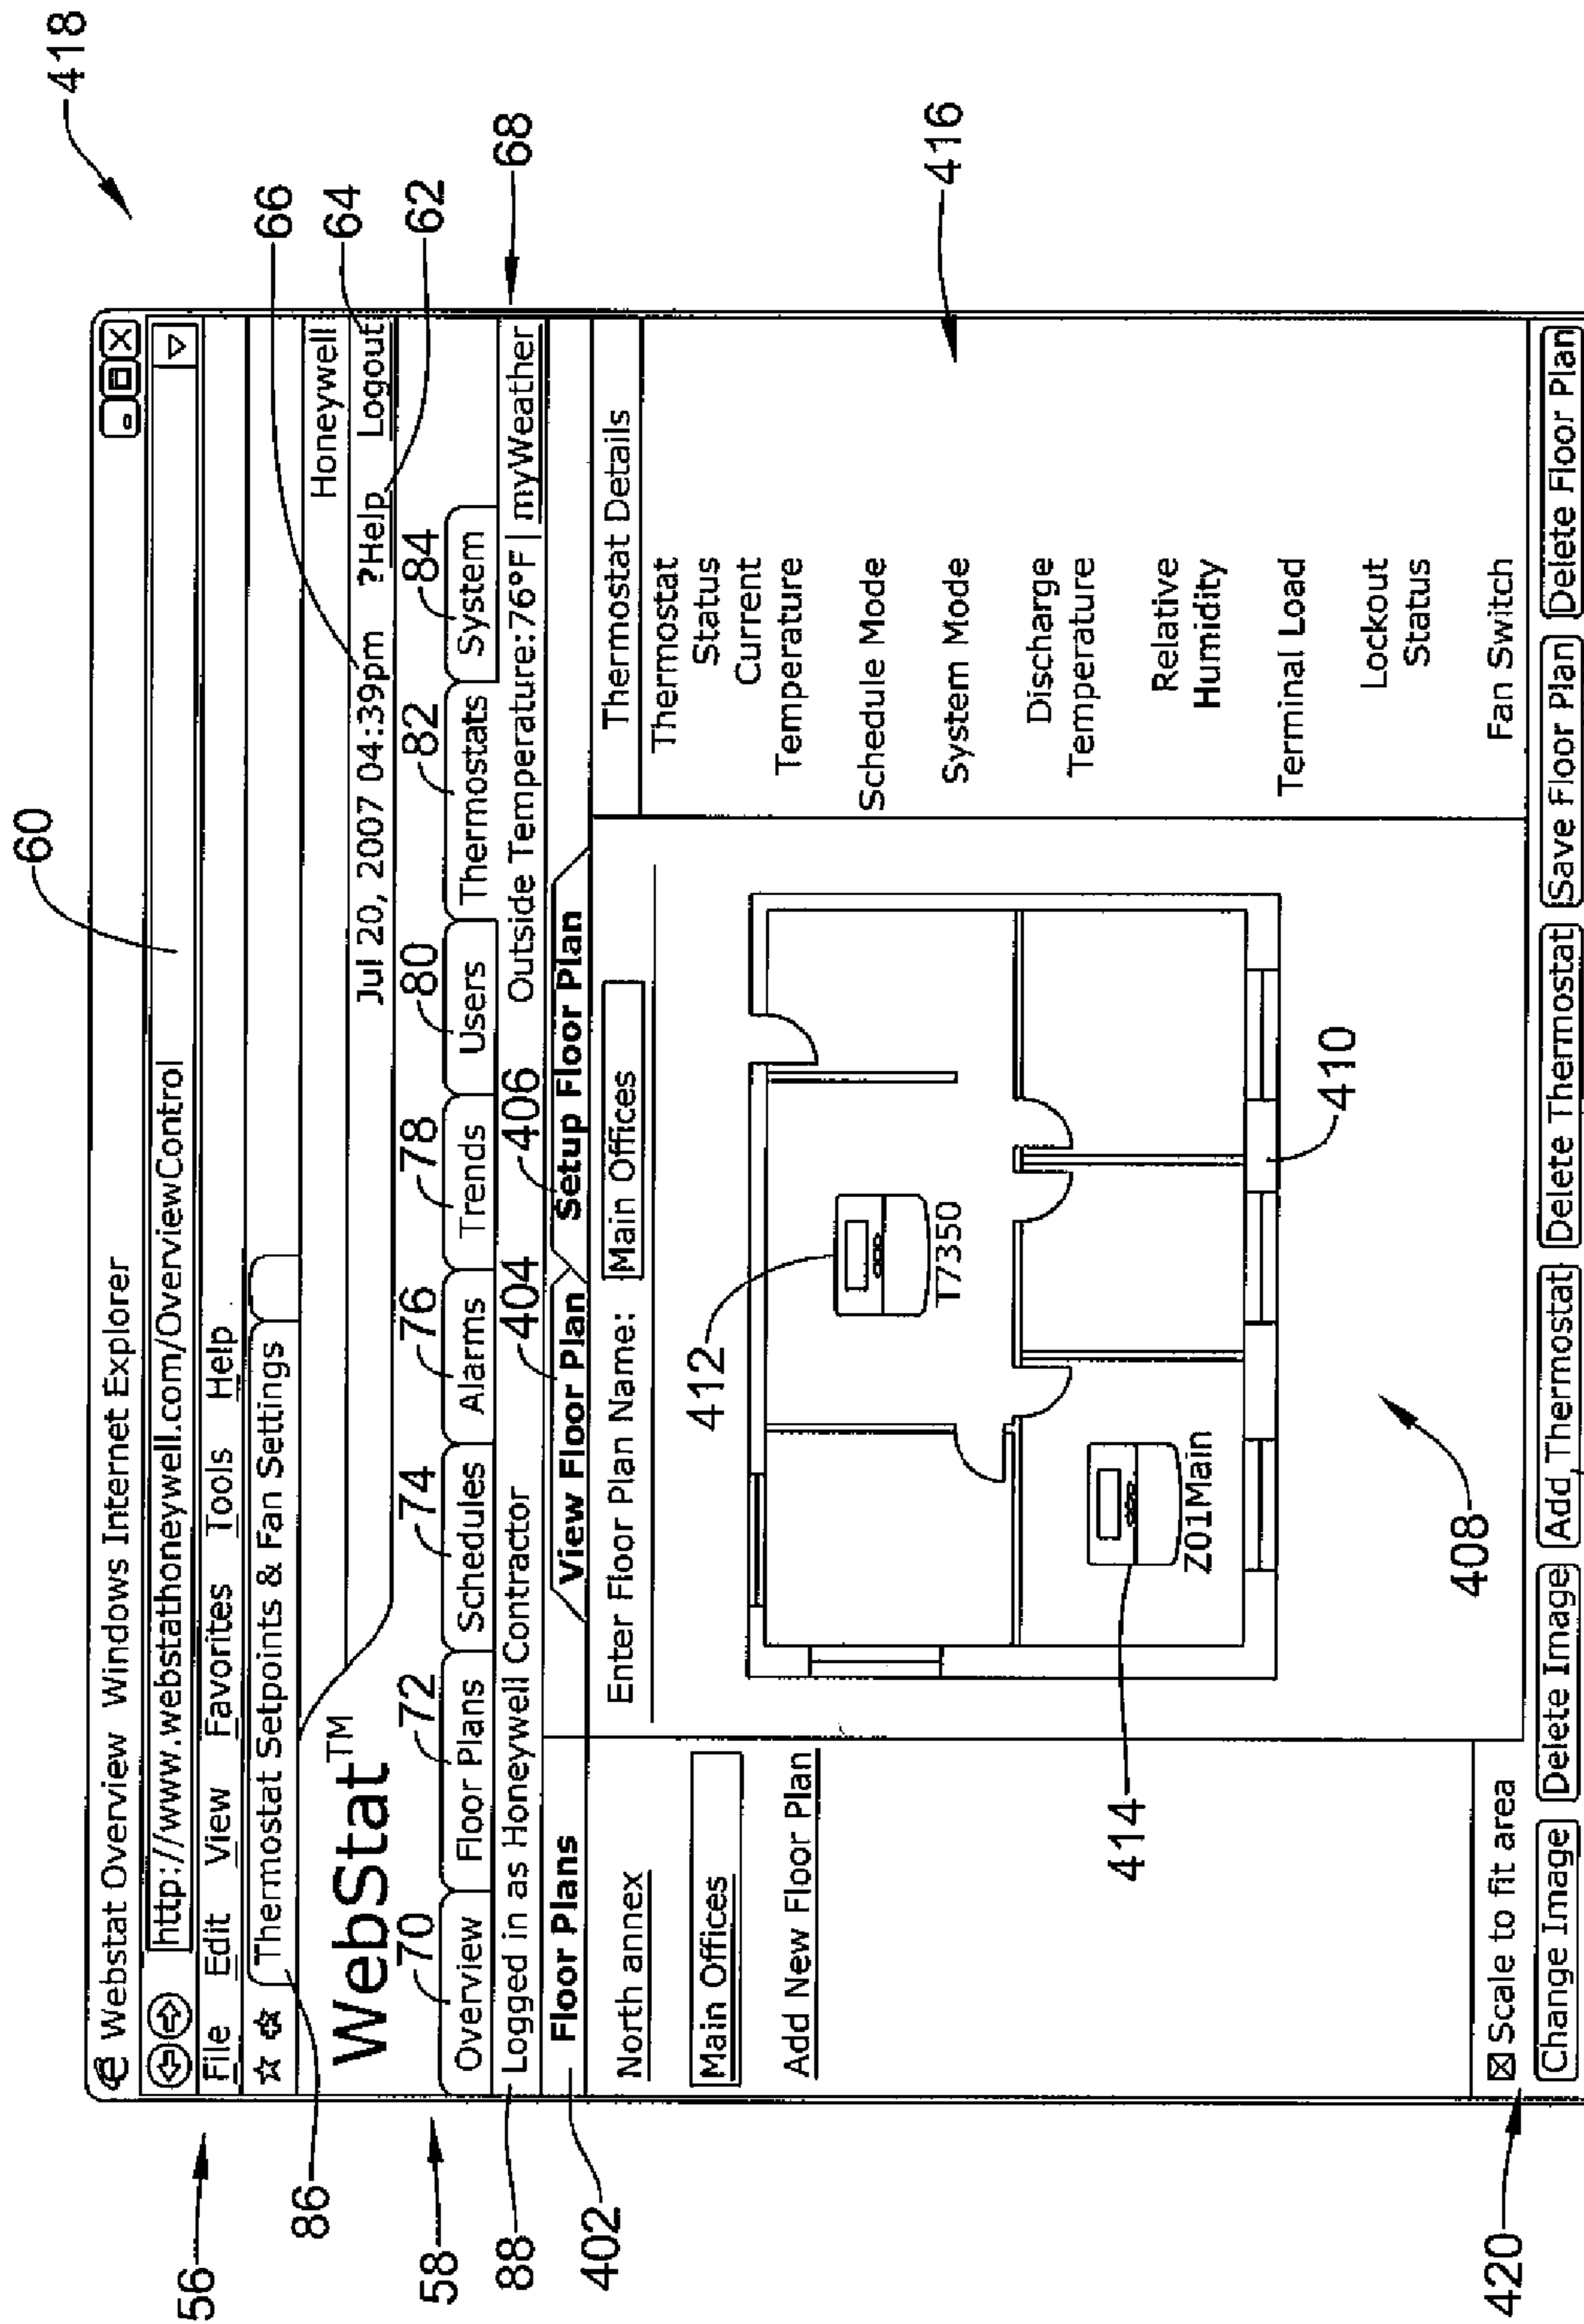 418
60
Webstat Overview Windows Internet Explorer
http://www.webstathoneywell.com/OverviewControl
56
File Edit View Favorites Tools Help
66
Thermostat Setpoints & Fan Settings
64
86
Honeywell
WebStat™
Jul 20, 2007 04:39pm ?Help Logout
62
58
70 72 74 76 78 80 82 84
Overview Floor Plans Schedules Alarms Trends Users Thermostats System
88
Logged in as Honeywell Contractor
404 406
Outside Temperature:76°F | myWeather
68
402
Floor Plans
View Floor Plan
Setup Floor Plan
North annex
Main Offices
Add New Floor Plan
Enter Floor Plan Name: Main Offices
412
T7350
414
Z01Main
410
408
Thermostat Details
Thermostat
Status
Current
Temperature
Schedule Mode
System Mode
416
Discharge
Temperature
Relative
Humidity
Terminal Load
Lockout
Status
Fan Switch
420
Scale to fit area
Change Image Delete Image Add Thermostat Delete Thermostat Save Floor Plan Delete Floor Plan